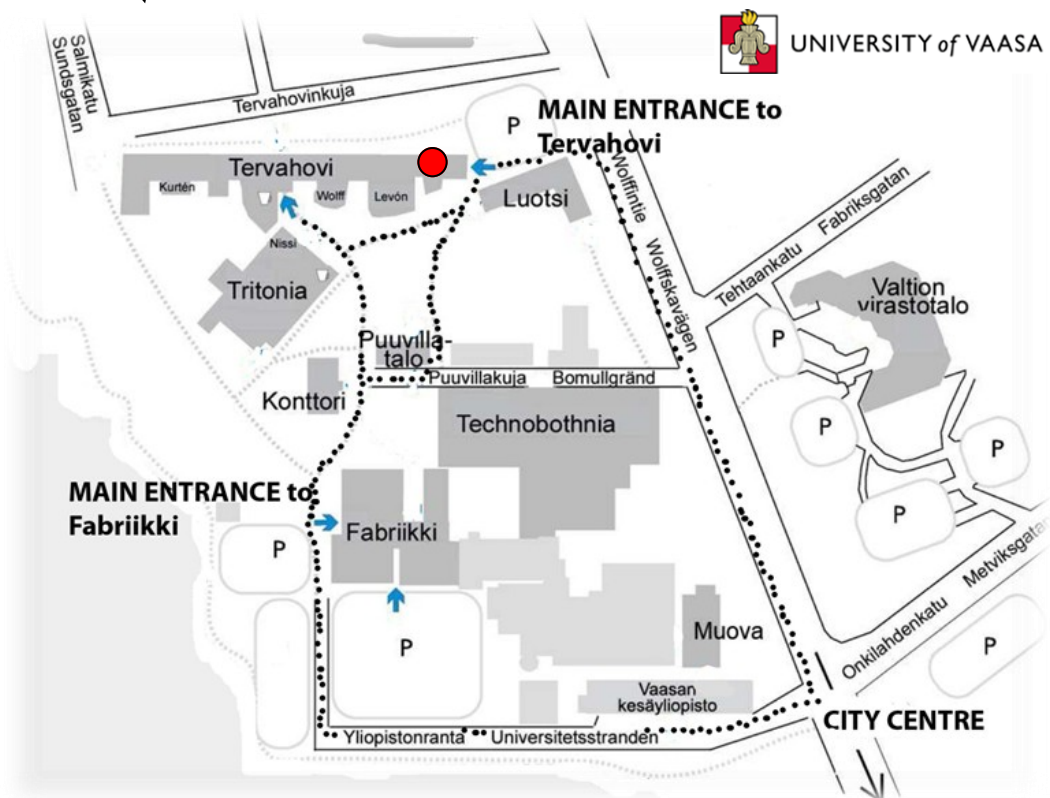 UNIVERSITY of VAASA
Salmikatu
Sundsgatan
Tervahovinkuja
P
MAIN ENTRANCE to
Tervahovi
Tervahovi
Kurtén
Wolff
Levón
Luotsi
Wolffintie
Wolffskavägen
Tehtaankatu
Fabriksgatan
Nissi
Tritonia
Valtion
virastotalo
P
Puuvilla-
talo
Puuvillakuja
Bomullgränd
Konttori
Technobothnia
P
P
P
MAIN ENTRANCE to
Fabriikki
Fabriikki
P
Metviksgatan
Onkilahdenkatu
P
Muova
P
Vaasan
kesäyliopisto
CITY CENTRE
Yliopistonranta
Universitetsstranden